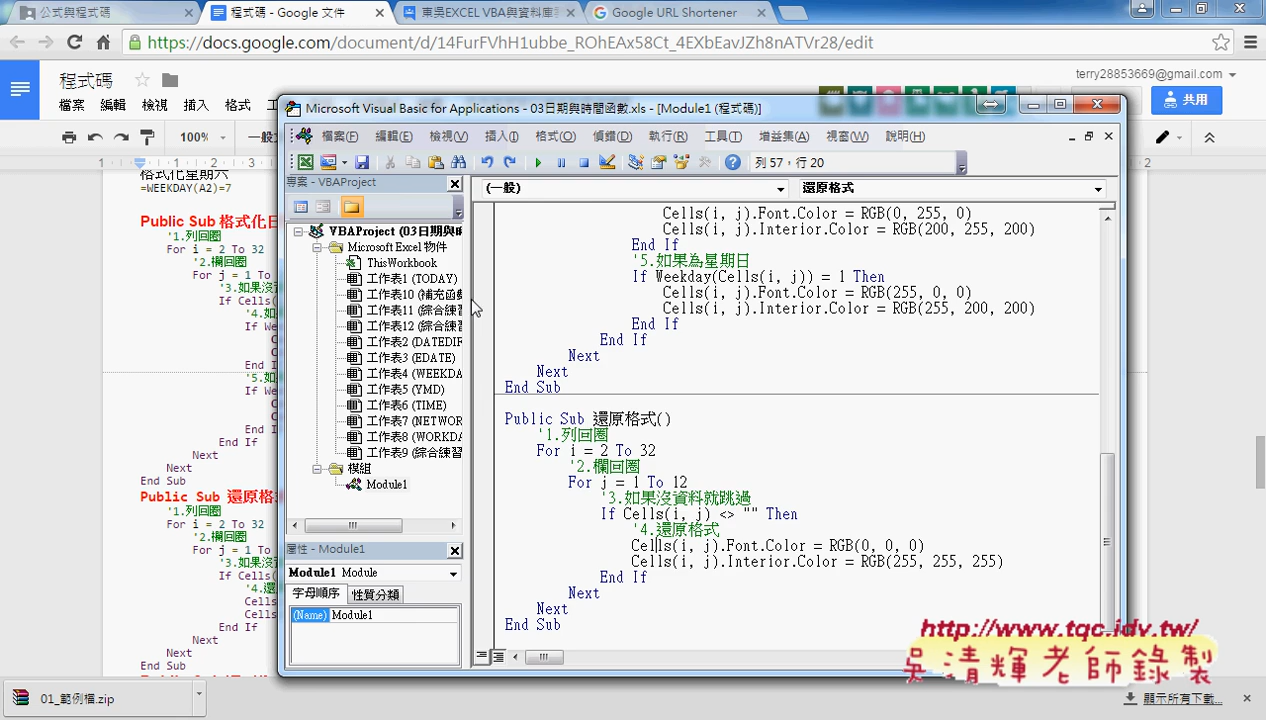 公式與程式碼
程式碼 - Google 文件
東吳EXCEL VBA與資料庫
Google URL Shortener
https://docs.google.com/document/d/14FurFVhH1ubbe_ROhEAx58Ct_4EXbEavJZh8nATVr28/edit
程式碼
terry28853669@gmail.com
檔案 編輯 檢視 插入 格式
共用
100%
格式化星期六
=WEEKDAY(A2)=7
Public Sub 格式化日
'1.列回圈
For i = 2 To 32
'2.欄回圈
For j = 1 To
'3.如果沒
If Cells(
'4.如
If We
C
C
End I
'5.如
If We
C
C
End I
End If
Next
Next
End Sub
Public Sub 還原格
'1.列回圈
For i = 2 To 32
'2.欄回圈
For j = 1 To
'3.如果沒
If Cells(
'4.還
Cells
Cells
End If
Next
Next
End Sub
Microsoft Visual Basic for Applications - 03日期與時間函數.xls - [Module1 (程式碼)]
檔案(F) 編輯(E) 檢視(V) 插入(I) 格式(O) 偵錯(D) 執行(R) 工具(T) 增益集(A) 視窗(W) 說明(H)
列 57，行 20
專案 - VBAProject
VBAProject (03日期與時
Microsoft Excel 物件
ThisWorkbook
工作表1 (TODAY)
工作表10 (補充函數
工作表11 (綜合練習
工作表12 (綜合練習
工作表2 (DATEDIF
工作表3 (EDATE)
工作表4 (WEEKDA
工作表5 (YMD)
工作表6 (TIME)
工作表7 (NETWOR
工作表8 (WORKDA
工作表9 (綜合練習
模組
Module1
屬性 - Module1
Module1 Module
字母順序 性質分類
(Name) Module1
(一般)
還原格式
Cells(i, j).Font.Color = RGB(0, 255, 0)
Cells(i, j).Interior.Color = RGB(200, 255, 200)
End If
'5.如果為星期日
If Weekday(Cells(i, j)) = 1 Then
Cells(i, j).Font.Color = RGB(255, 0, 0)
Cells(i, j).Interior.Color = RGB(255, 200, 200)
End If
End If
Next
Next
End Sub
Public Sub 還原格式()
'1.列回圈
For i = 2 To 32
'2.欄回圈
For j = 1 To 12
'3.如果沒資料就跳過
If Cells(i, j) <> "" Then
'4.還原格式
Cells(i, j).Font.Color = RGB(0, 0, 0)
Cells(i, j).Interior.Color = RGB(255, 255, 255)
End If
Next
Next
End Sub
http://www.tqc.idv.tw/
吳清輝老師錄製
01_範例檔.zip
顯示所有下載...